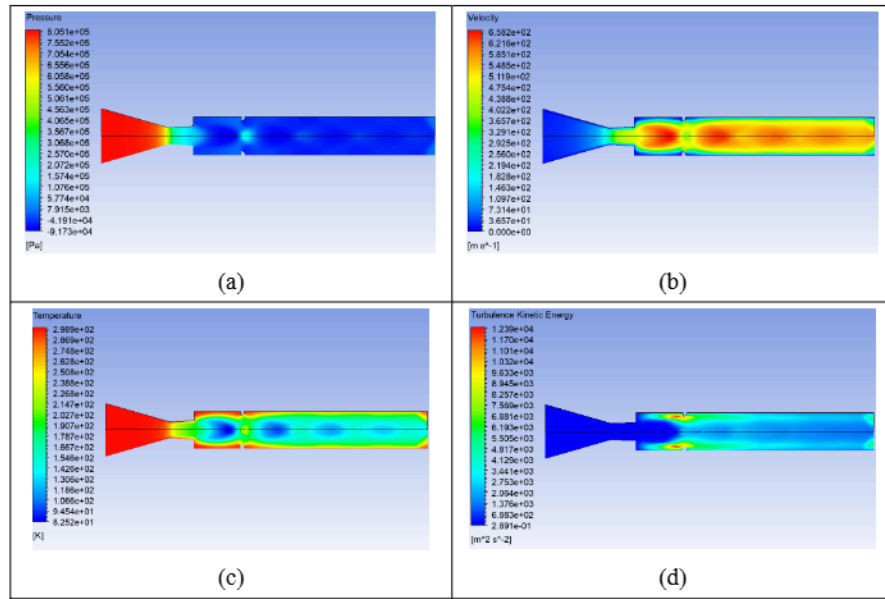 Pressure
8.051e+05
7.552e+05
7.054e+05
6.556e+05
6.058e+05
5.560e+05
5.061e+05
4.563e+05
4.065e+05
3.567e+05
3.068e+05
2.570e+05
2.072e+05
1.574e+05
1.076e+05
5.774e+04
7.915e+03
-4.191e+04
-9.173e+04
[Pa]
(a)
Velocity
6.582e+02
6.216e+02
5.851e+02
5.485e+02
5.119e+02
4.754e+02
4.388e+02
4.022e+02
3.657e+02
3.291e+02
2.925e+02
2.560e+02
2.194e+02
1.828e+02
1.463e+02
1.097e+02
7.314e+01
3.657e+01
0.000e+00
[m s^-1]
(b)
Temperature
2.989e+02
2.869e+02
2.748e+02
2.628e+02
2.508e+02
2.388e+02
2.268e+02
2.147e+02
2.027e+02
1.907e+02
1.787e+02
1.667e+02
1.546e+02
1.426e+02
1.306e+02
1.186e+02
1.066e+02
9.454e+01
8.252e+01
[K]
(c)
Turbulence Kinetic Energy
1.239e+04
1.170e+04
1.101e+04
1.032e+04
9.633e+03
8.945e+03
8.257e+03
7.569e+03
6.881e+03
6.193e+03
5.505e+03
4.817e+03
4.129e+03
3.441e+03
2.753e+03
2.064e+03
1.376e+03
6.883e+02
2.891e-01
[m^2 s^-2]
(d)